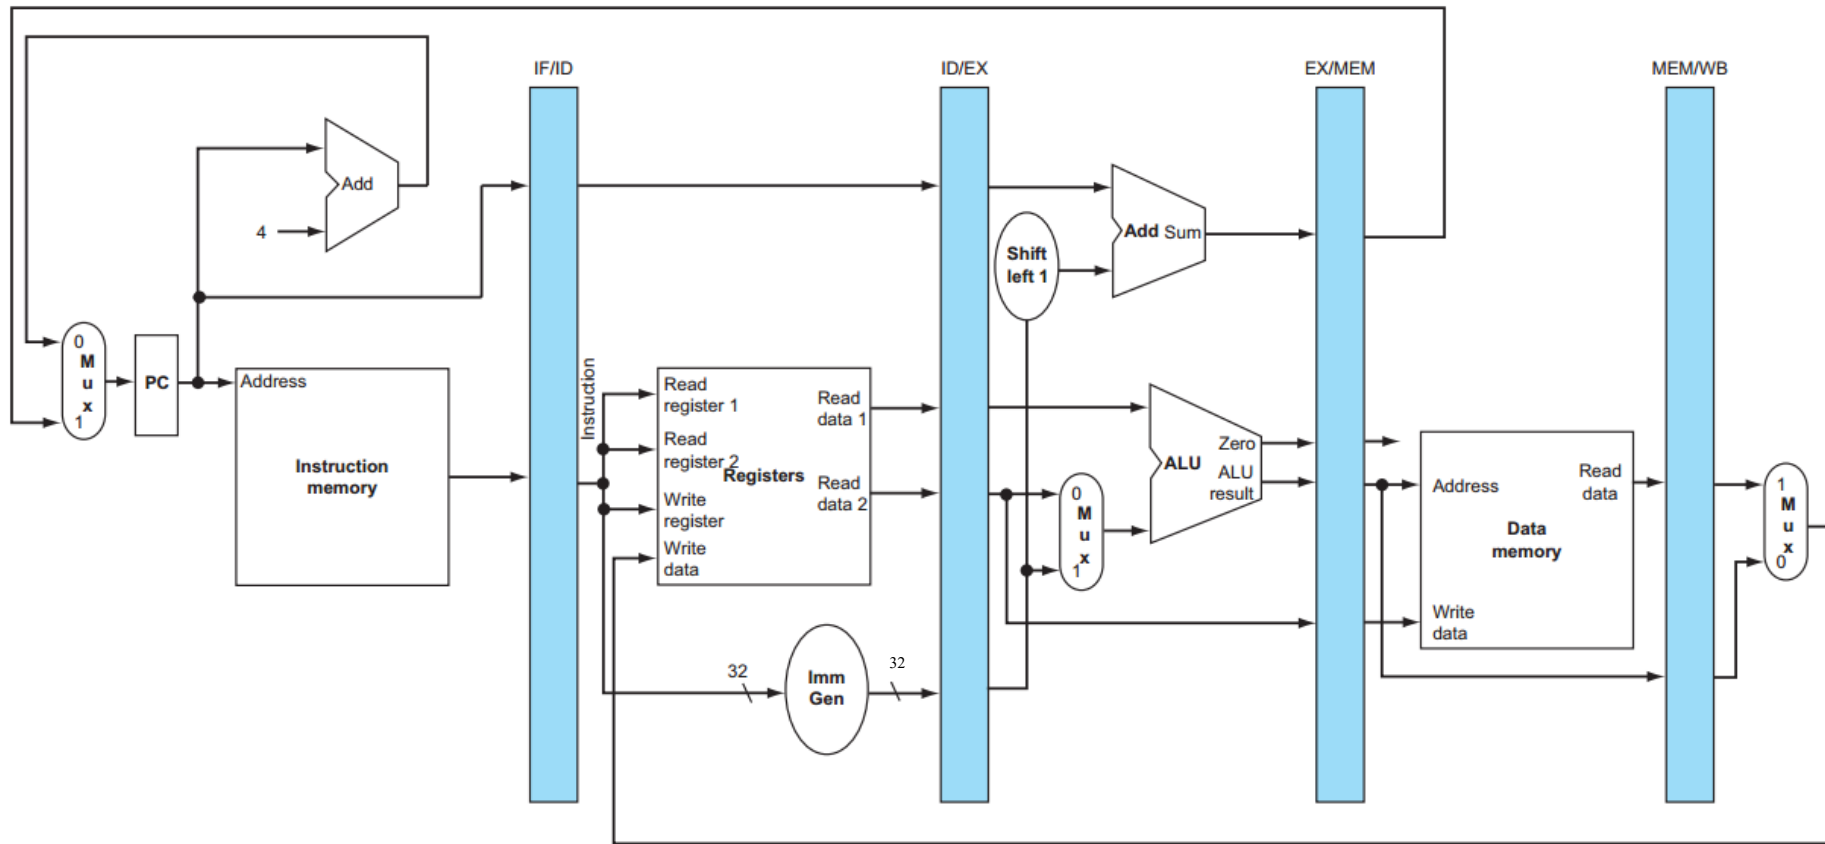 IF/ID
ID/EX
EX/MEM
MEM/WB
Add
4
0
M
u
x
1
PC
Address
Instruction
memory
Instruction
Read
register 1
Read
register 2
Write
register
Write
data
Registers
Read
data 1
Read
data 2
32
Imm
Gen
32
Shift
left 1
Add Sum
0
M
u
x
1
ALU
Zero
ALU
result
Address
Read
data
Data
memory
Write
data
1
M
u
x
0